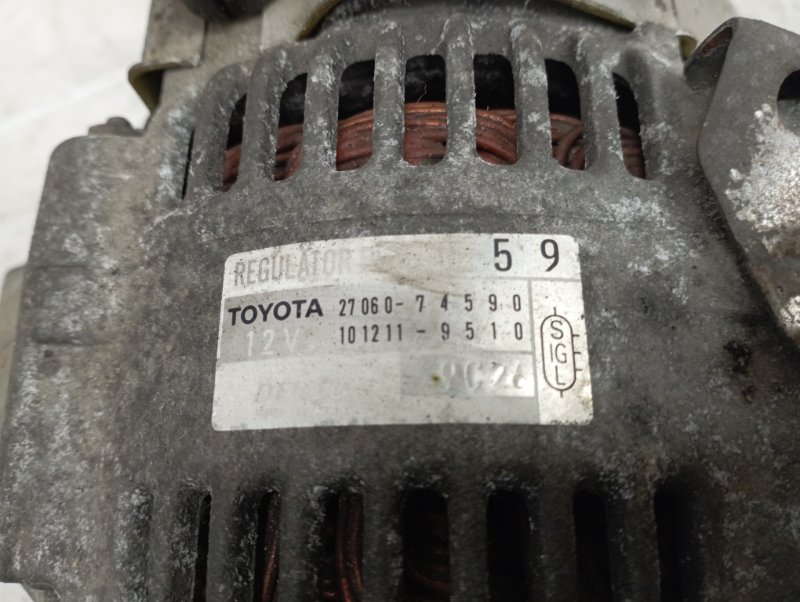 REGULATOR 59
TOYOTA 27060-74590
12V 101211-9510
S
IG
L